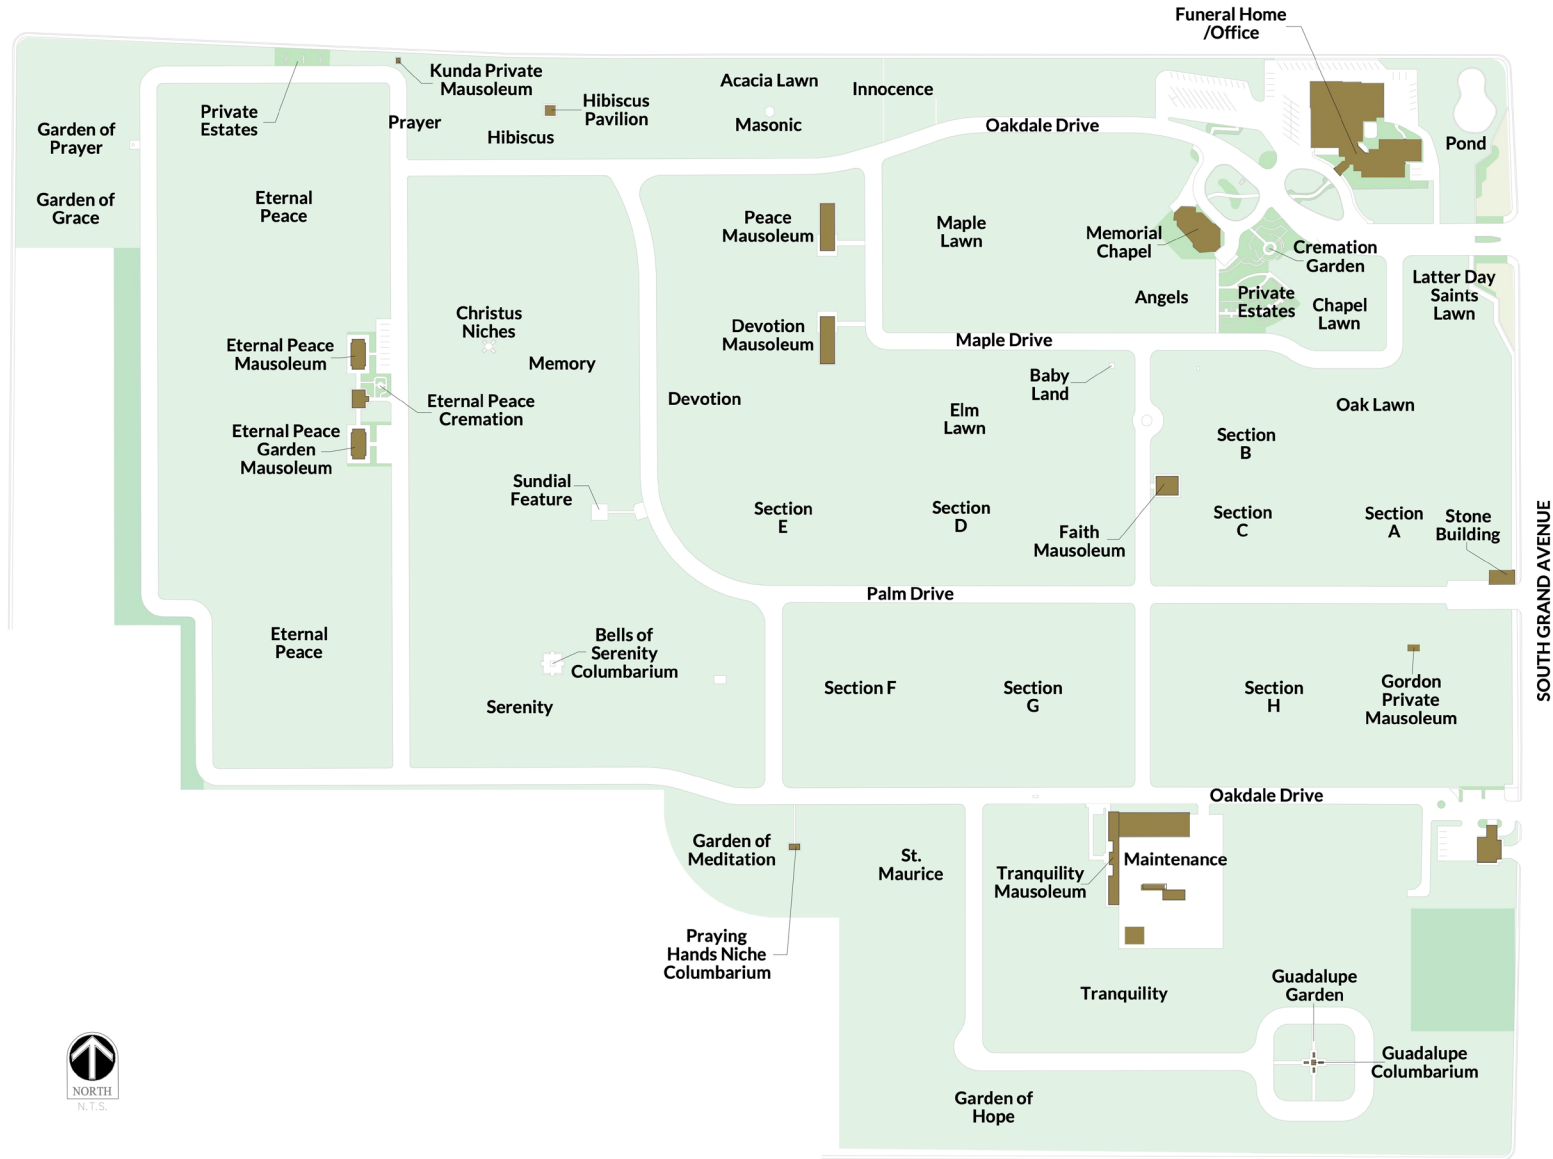 Funeral Home
/Office
Kunda Private
Mausoleum
Acacia Lawn
Innocence
Hibiscus
Pavilion
Private
Estates
Prayer
Hibiscus
Masonic
Oakdale Drive
Garden of
Prayer
Pond
Garden of
Grace
Eternal
Peace
Peace
Mausoleum
Maple
Lawn
Memorial
Chapel
Cremation
Garden
Latter Day
Saints
Lawn
Angels
Private
Estates
Chapel
Lawn
Christus
Niches
Devotion
Mausoleum
Maple Drive
Eternal Peace
Mausoleum
Memory
Baby
Land
Devotion
Eternal Peace
Cremation
Elm
Lawn
Oak Lawn
Eternal Peace
Garden
Mausoleum
Section
B
Sundial
Feature
Section
E
Section
D
Faith
Mausoleum
Section
C
Section
A
Stone
Building
SOUTH GRAND AVENUE
Palm Drive
Eternal
Peace
Bells of
Serenity
Columbarium
Serenity
Section F
Section
G
Section
H
Gordon
Private
Mausoleum
Oakdale Drive
Garden of
Meditation
St.
Maurice
Tranquility
Mausoleum
Maintenance
Praying
Hands Niche
Columbarium
Tranquility
Guadalupe
Garden
Guadalupe
Columbarium
Garden of
Hope
NORTH
N.T.S.